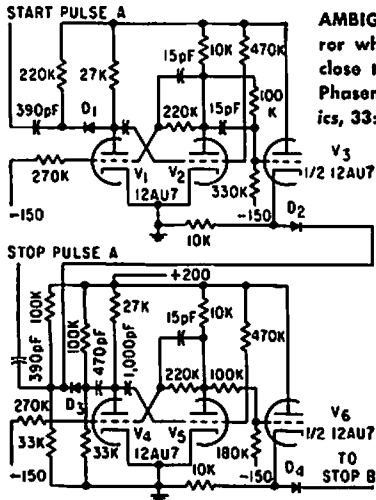 START PULSE A
AMBIG
ror wh
close t
Phaser
ics, 33:
220K
27K
15pF
10K
470K
390pF
D1
220K
15pF
100
K
270K
V1
12AU7
V2
V3
1/2 12AU7
-150
330K
-150
10K
D2
STOP PULSE A
+200
100K
390pF
100K
470pF
27K
1,000pF
15pF
10K
470K
220K
100K
270K
D3
33K
V4
12AU7
V5
V6
1/2 12AU7
-150
33K
180K
-150
10K
D4
TO
STOP B